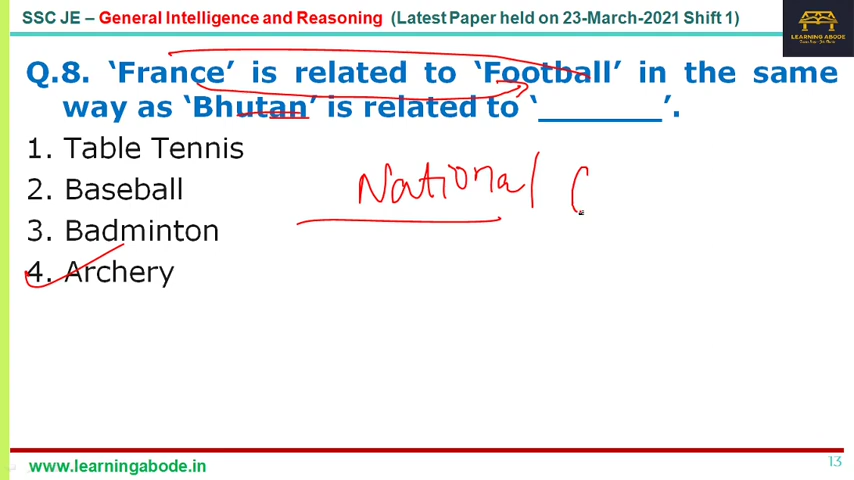 SSC JE – General Intelligence and Reasoning (Latest Paper held on 23-March-2021 Shift 1)
LEARNING ABODE
Q.8. ‘France’ is related to ‘Football’ in the same
way as ‘Bhutan’ is related to ‘______’.
1. Table Tennis
National
2. Baseball
3. Badminton
4. Archery
www.learningabode.in
13